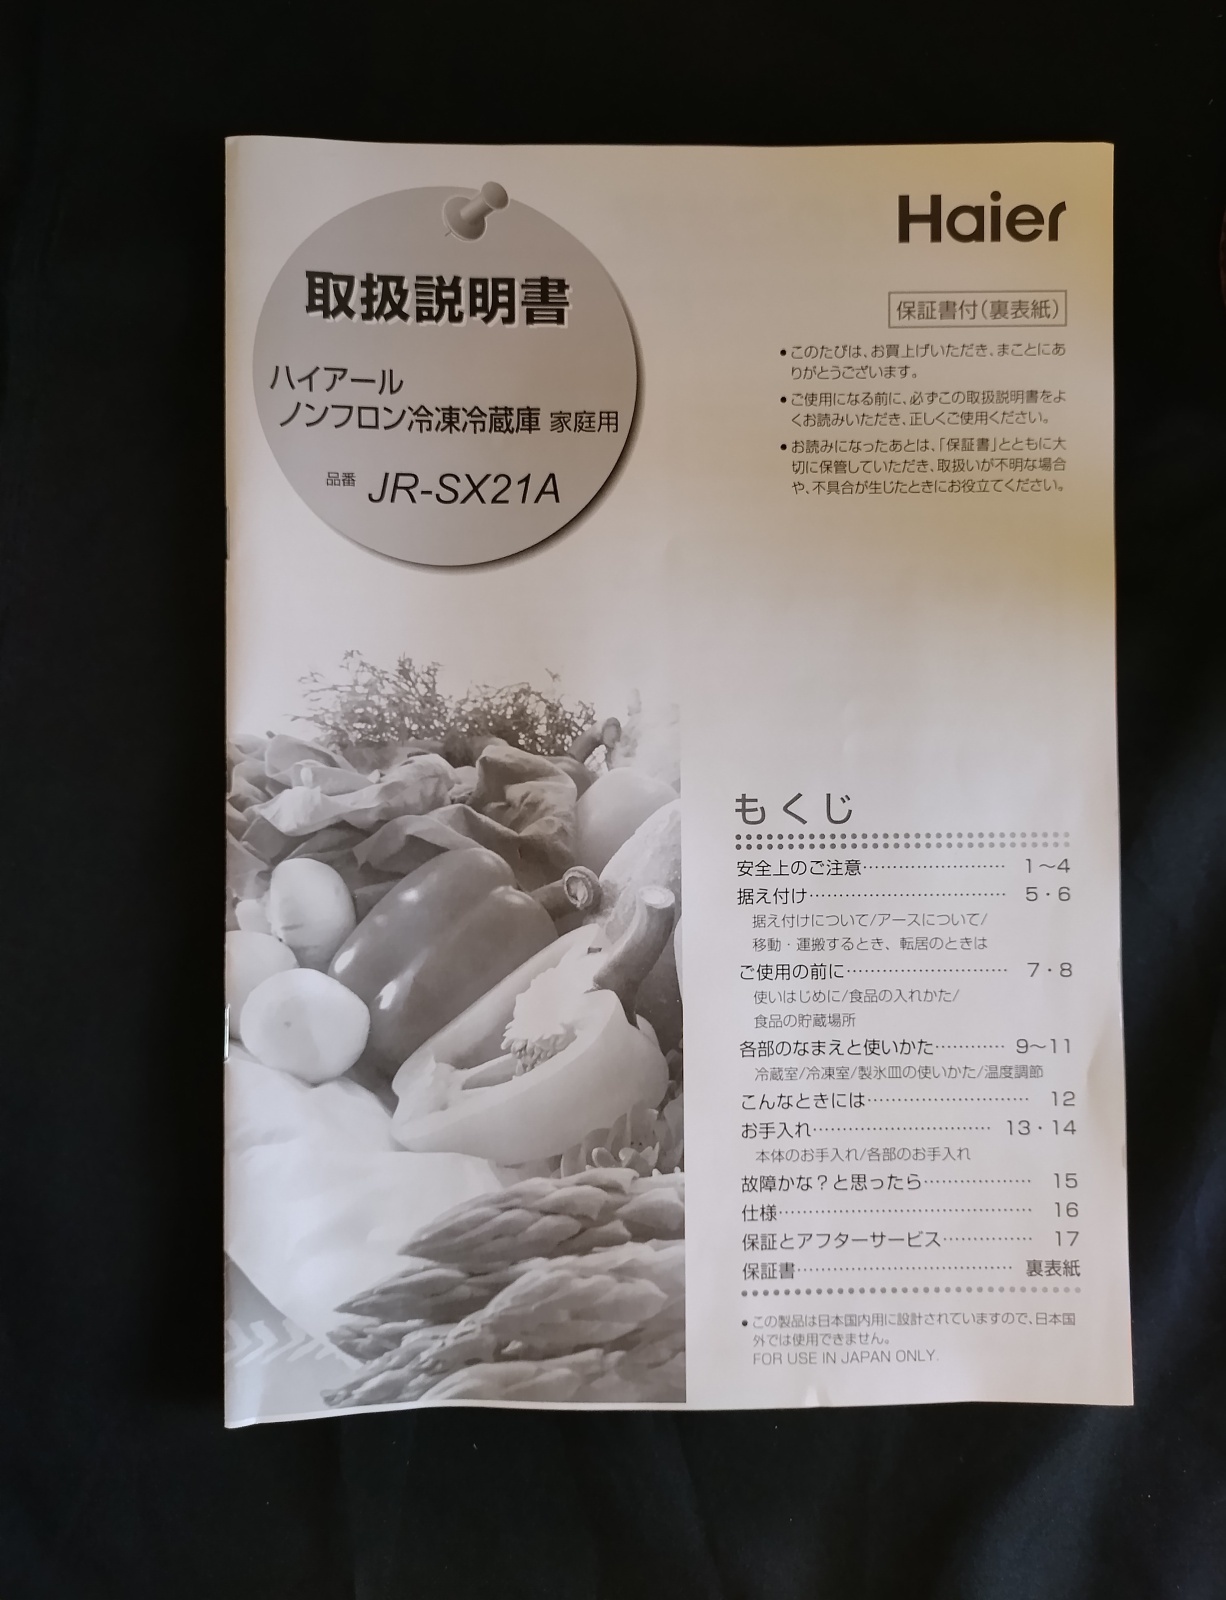 取扱説明書
ハイアール
ノンフロン冷凍冷蔵庫 家庭用
品番 JR-SX21A
Haier
保証書付(裏表紙)
●このたびは、お買上げいただき、まことにあ
りがとうございます。
●ご使用になる前に、必ずこの取扱説明書をよ
くお読みいただき、正しくご使用ください。
●お読みになったあとは、「保証書」とともに大
切に保管していただき、取扱いが不明な場合
や、不具合が生じたときにお役立てください。
もくじ
安全上のご注意……………………… 1～4
据え付け……………………………… 5・6
据え付けについて/アースについて/
移動・運搬するとき、転居のときは
ご使用の前に………………………… 7・8
使いはじめに/食品の入れかた/
食品の貯蔵場所
各部のなまえと使いかた………… 9～11
冷蔵室/冷凍室/製氷皿の使いかた/温度調節
こんなときには……………………… 12
お手入れ…………………………… 13・14
本体のお手入れ/各部のお手入れ
故障かな？と思ったら……………… 15
仕様…………………………………… 16
保証とアフターサービス…………… 17
保証書……………………………… 裏表紙
●この製品は日本国内用に設計されていますので、日本国
外では使用できません。
FOR USE IN JAPAN ONLY.